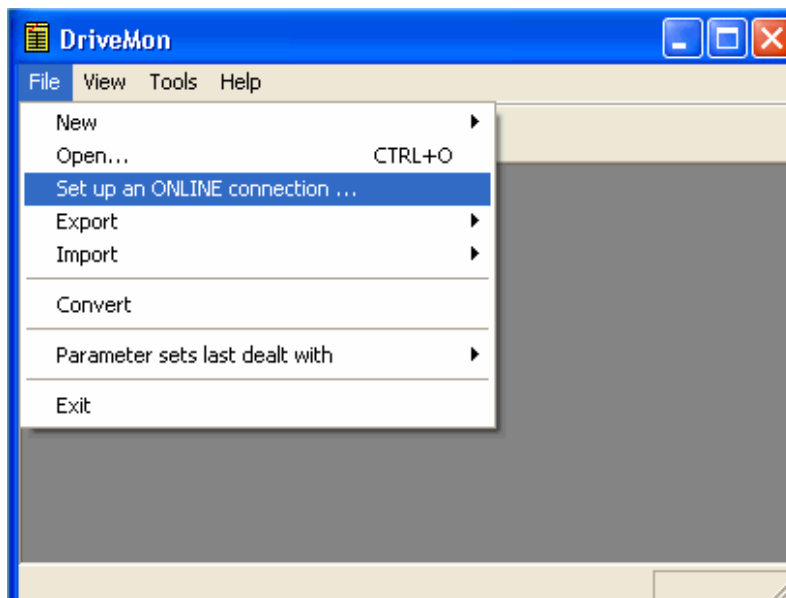 DriveMon
File View Tools Help
New
Open... CTRL+O
Set up an ONLINE connection ...
Export
Import
Convert
Parameter sets last dealt with
Exit